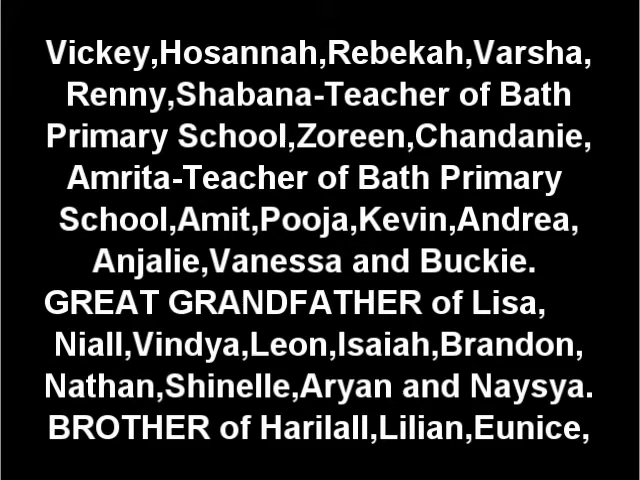 Vickey,Hosannah,Rebekah,Varsha,
Renny,Shabana-Teacher of Bath
Primary School,Zoreen,Chandanie,
Amrita-Teacher of Bath Primary
School,Amit,Pooja,Kevin,Andrea,
Anjalie,Vanessa and Buckie.
GREAT GRANDFATHER of Lisa,
Niall,Vindya,Leon,Isaiah,Brandon,
Nathan,Shinelle,Aryan and Naysya.
BROTHER of Harilall,Lilian,Eunice,